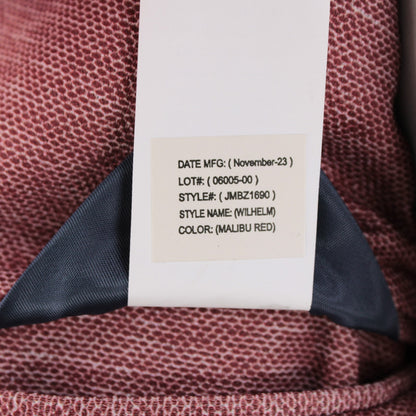 DATE MFG: ( November-23 )
LOT#: ( 06005-00 )
STYLE#: ( JMBZ1690 )
STYLE NAME: (WILHELM)
COLOR: (MALIBU RED)